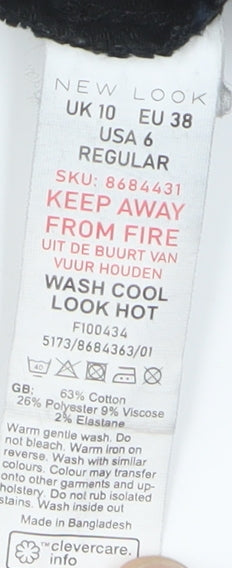 NEW LOOK
UK 10 EU 38
USA 6
REGULAR
SKU: 8684431
KEEP AWAY
FROM FIRE
UIT DE BUURT VAN
VUUR HOUDEN
WASH COOL
LOOK HOT
F100434
5173/8684363/01
40
GB: 63% Cotton
26% Polyester 9% Viscose
2% Elastane
Warm gentle wash. Do
not bleach. Warm iron on
reverse. Wash with similar
colours. Colour may transfer
onto other garments and up-
holstery. Do not rub isolated
stains. Wash inside out
Made in Bangladesh
clevercare.
info